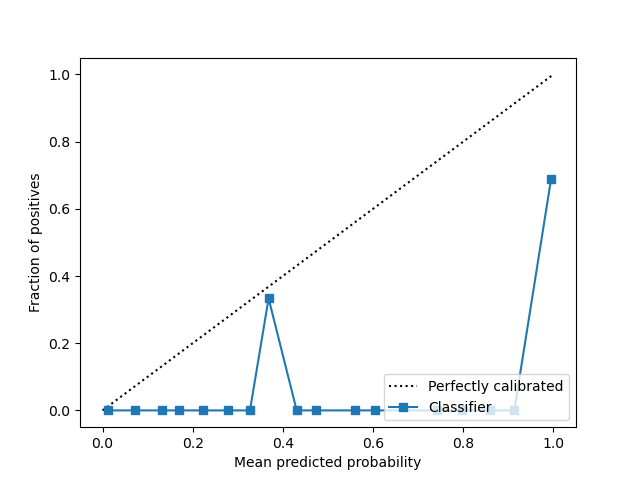 1.0
0.8
0.6
0.4
0.2
0.0
Fraction of positives
Perfectly calibrated
Classifier
0.0 0.2 0.4 0.6 0.8 1.0
Mean predicted probability